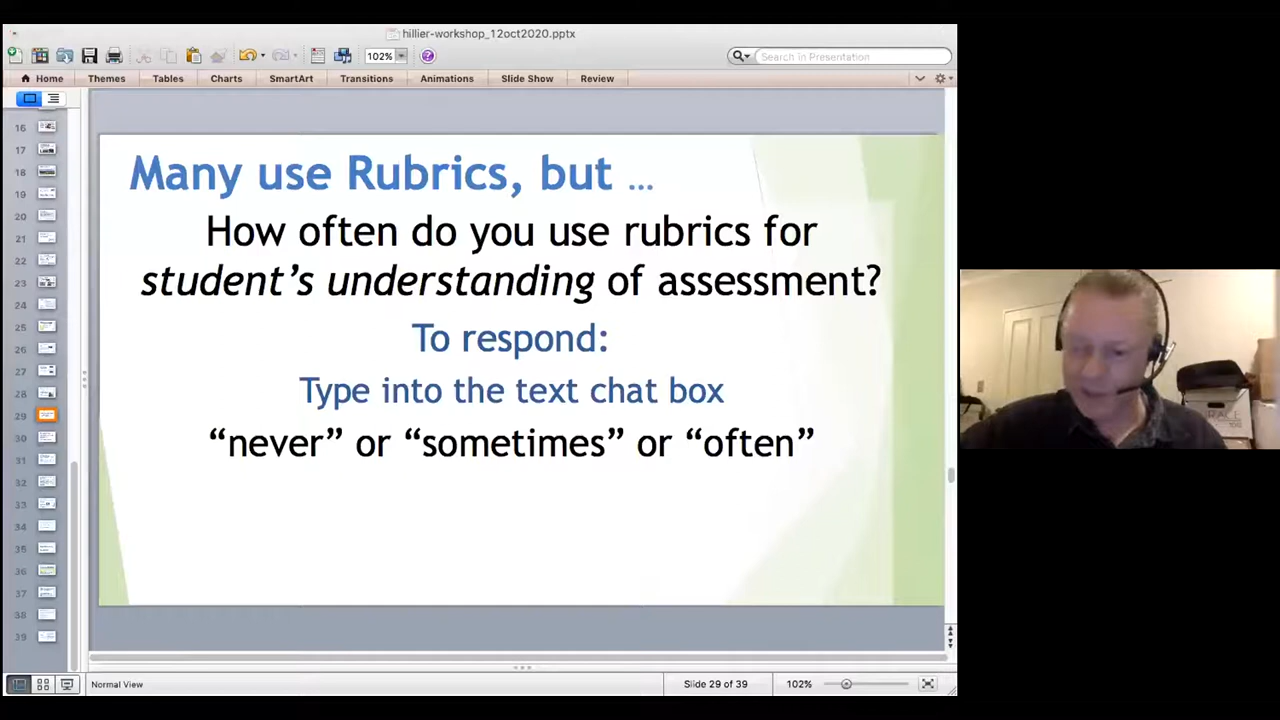 hillier-workshop_12oct2020.pptx
102%
Search in Presentation
Home Themes Tables Charts SmartArt Transitions Animations Slide Show Review
16
17
18
19
20
21
22
23
24
25
26
27
28
29
30
31
32
33
34
35
36
37
38
39
Many use Rubrics, but ...
How often do you use rubrics for
student’s understanding of assessment?
To respond:
Type into the text chat box
“never” or “sometimes” or “often”
Normal View
Slide 29 of 39
102%